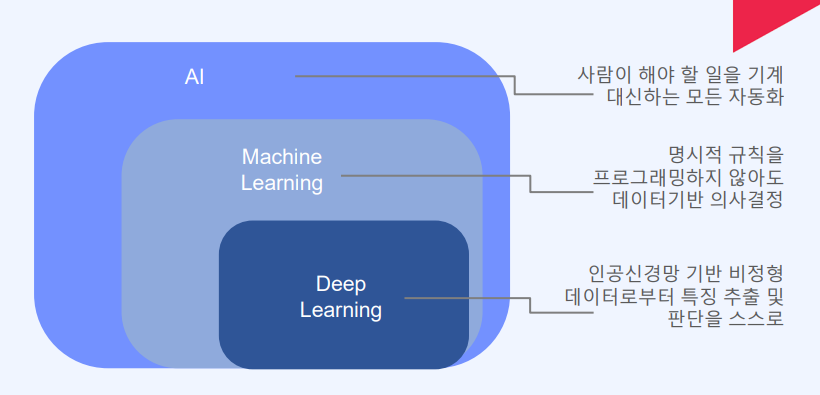 AI
사람이 해야 할 일을 기계
대신하는 모든 자동화
Machine
Learning
명시적 규칙을
프로그래밍하지 않아도
데이터기반 의사결정
Deep
Learning
인공신경망 기반 비정형
데이터로부터 특징 추출 및
판단을 스스로